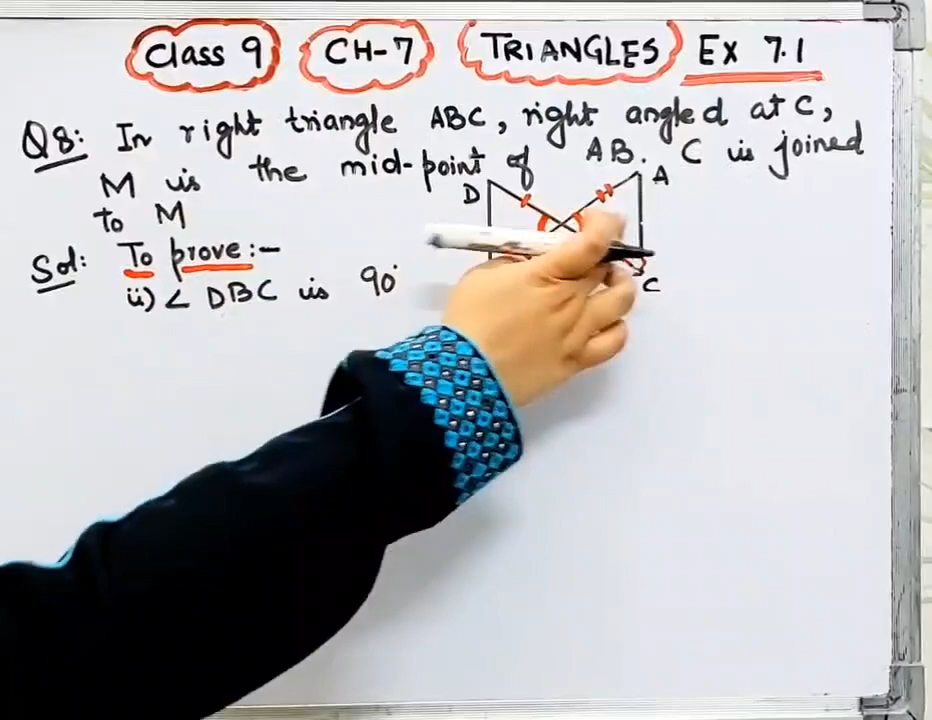 Class 9 CH-7 TRIANGLES Ex 7.1
Q8: In right triangle ABC, right angled at C,
M is the mid-point of AB. C is joined
to M
D A
Sol: To prove:-
ii) ∠ DBC is 90°
C